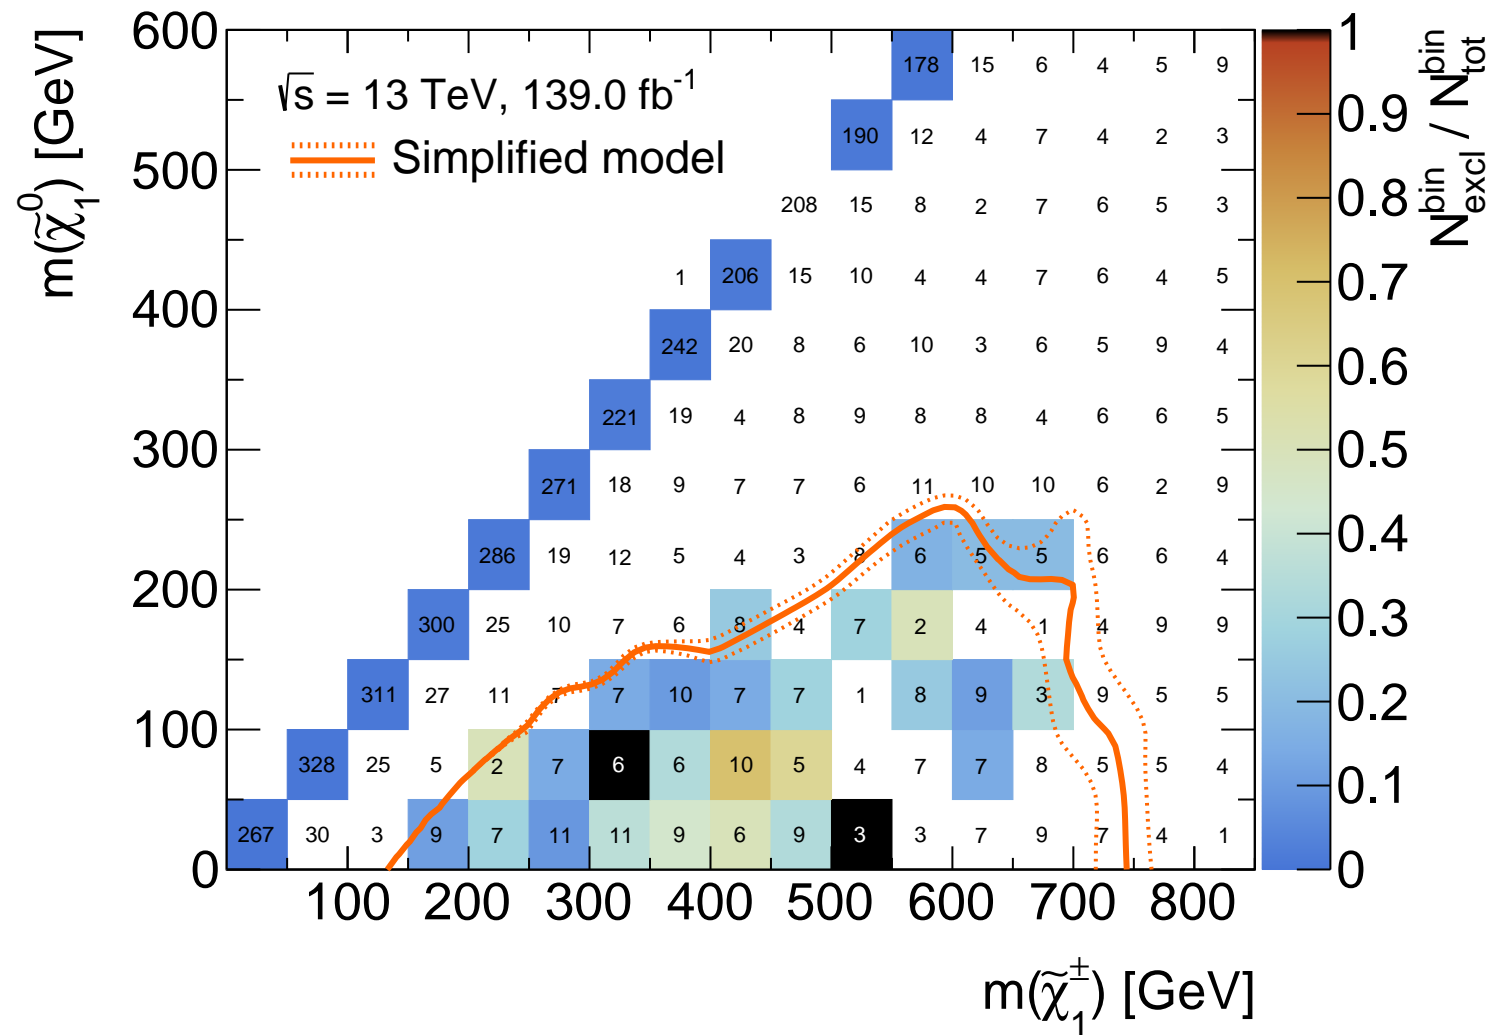 600
500
400
300
200
100
0
m(χ̃₁⁰) [GeV]
√s = 13 TeV, 139.0 fb⁻¹
Simplified model
178 15 6 4 5 9
190 12 4 7 4 2 3
208 15 8 2 7 6 5 3
1 206 15 10 4 4 7 6 4 5
242 20 8 6 10 3 6 5 9 4
221 19 4 8 9 8 8 4 6 6 5
271 18 9 7 7 6 11 10 10 6 2 9
286 19 12 5 4 3 8 6 5 5 6 6 4
300 25 10 7 6 8 4 7 2 4 1 4 9 9
311 27 11 7 7 10 7 7 1 8 9 3 9 5 5
328 25 5 2 7 6 6 10 5 4 7 7 8 5 5 4
267 30 3 9 7 11 11 9 6 9 3 3 7 9 7 4 1
100 200 300 400 500 600 700 800
m(χ̃₁±) [GeV]
1
0.9
0.8
0.7
0.6
0.5
0.4
0.3
0.2
0.1
0
N_excl^bin / N_tot^bin